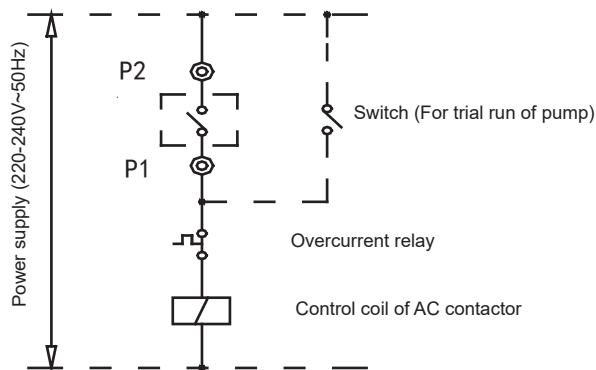 P2
Switch (For trial run of pump)
P1
Power supply (220-240V~50Hz)
Overcurrent relay
Control coil of AC contactor